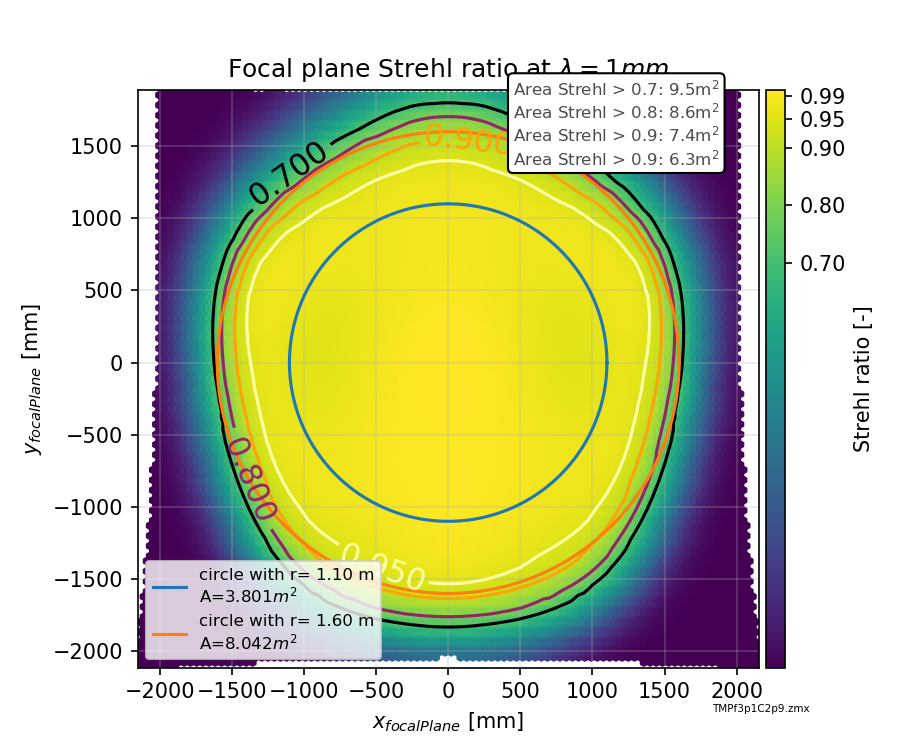 Focal plane Strehl ratio at λ = 1mm
Area Strehl > 0.7: 9.5m²
Area Strehl > 0.8: 8.6m²
Area Strehl > 0.9: 7.4m²
Area Strehl > 0.9: 6.3m²
0.700
0.900
0.800
0.950
1500
1000
500
0
−500
−1000
−1500
−2000
y_focalPlane [mm]
circle with r= 1.10 m
A=3.801m²
circle with r= 1.60 m
A=8.042m²
−2000 −1500 −1000 −500 0 500 1000 1500 2000
x_focalPlane [mm]
0.99
0.95
0.90
0.80
0.70
Strehl ratio [-]
TMPf3p1C2p9.zmx